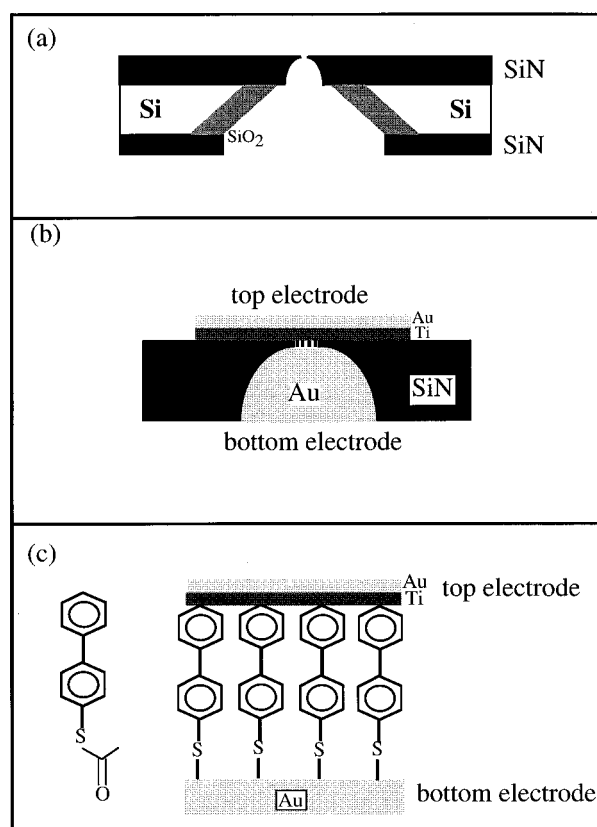 (a)
SiN
Si
Si
SiO2
SiN
(b)
top electrode
Au
Ti
Au
SiN
bottom electrode
(c)
Au
Ti
top electrode
S
O
S S S S
Au
bottom electrode